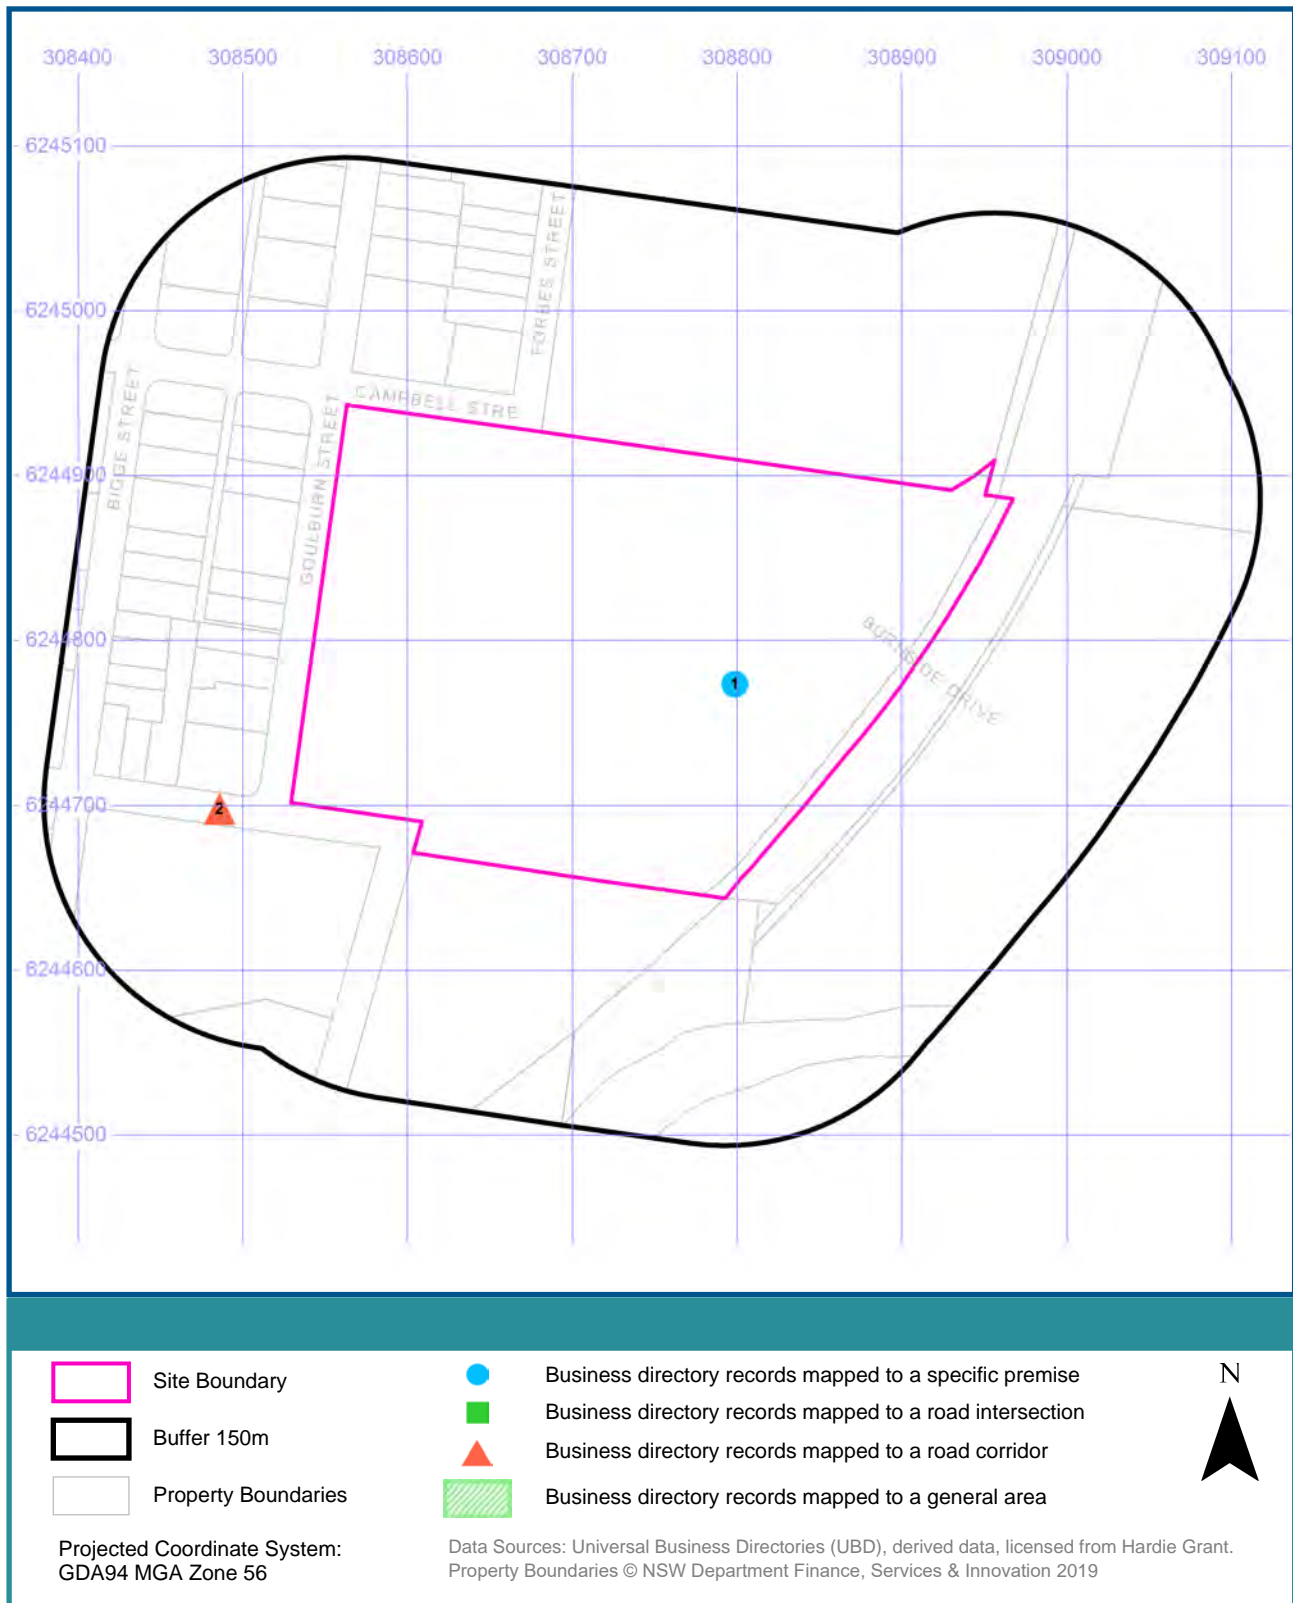 308400 308500 308600 308700 308800 308900 309000 309100
6245100
6245000
6244900
6244800
6244700
6244600
6244500
FORBES STREET
CAMPBELL STRE
BIGGE STREET
GOULBURN STREET
BURNSIDE DRIVE
1
2
Site Boundary
Buffer 150m
Property Boundaries
Projected Coordinate System:
GDA94 MGA Zone 56
Business directory records mapped to a specific premise
Business directory records mapped to a road intersection
Business directory records mapped to a road corridor
Business directory records mapped to a general area
N
Data Sources: Universal Business Directories (UBD), derived data, licensed from Hardie Grant.
Property Boundaries © NSW Department Finance, Services & Innovation 2019